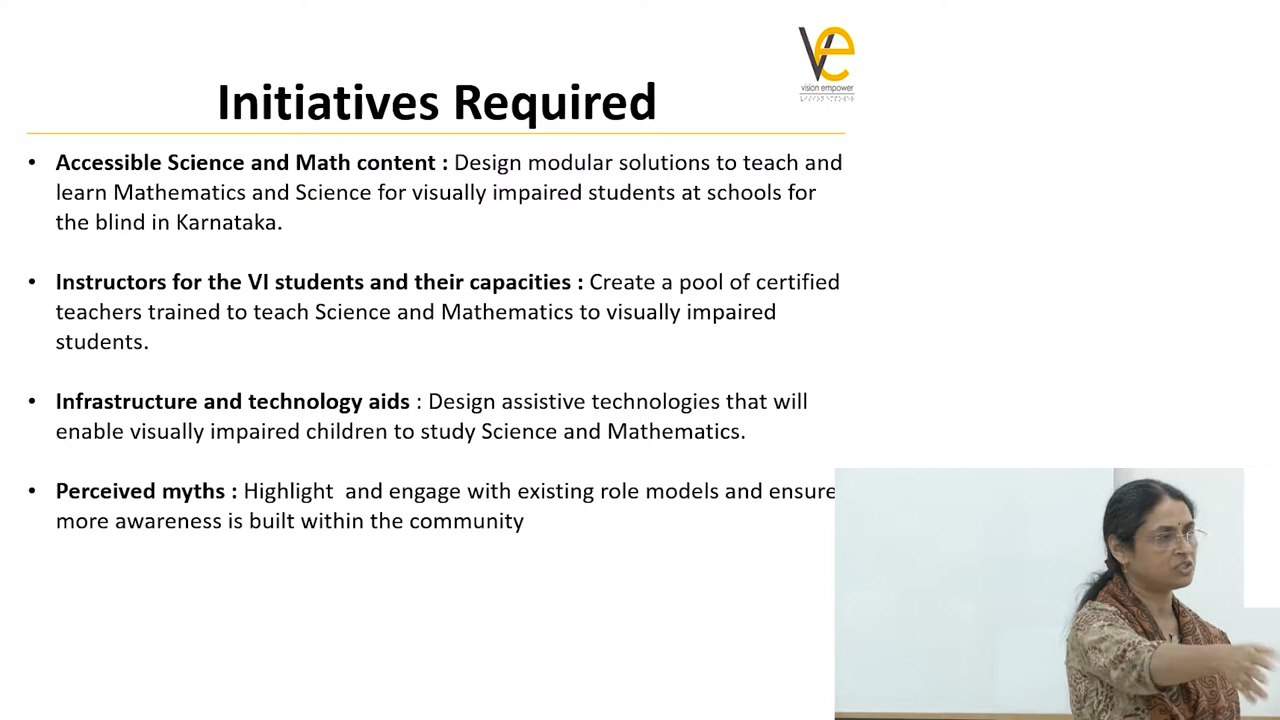 vision empower
Initiatives Required
• Accessible Science and Math content : Design modular solutions to teach and
learn Mathematics and Science for visually impaired students at schools for
the blind in Karnataka.
• Instructors for the VI students and their capacities : Create a pool of certified
teachers trained to teach Science and Mathematics to visually impaired
students.
• Infrastructure and technology aids : Design assistive technologies that will
enable visually impaired children to study Science and Mathematics.
• Perceived myths : Highlight  and engage with existing role models and ensure
more awareness is built within the community